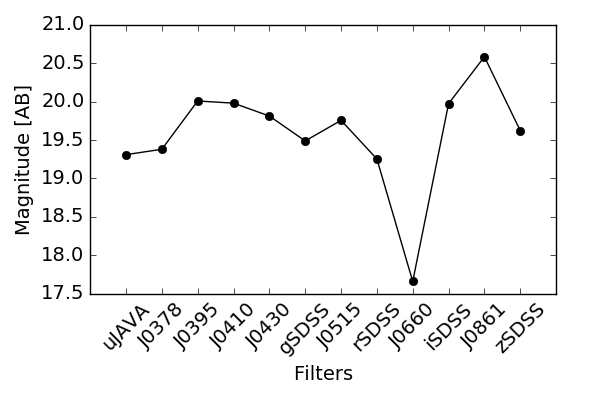 21.0
20.5
20.0
19.5
19.0
18.5
18.0
17.5
Magnitude [AB]
uJAVA
J0378
J0395
J0410
J0430
gSDSS
J0515
rSDSS
J0660
iSDSS
J0861
zSDSS
Filters